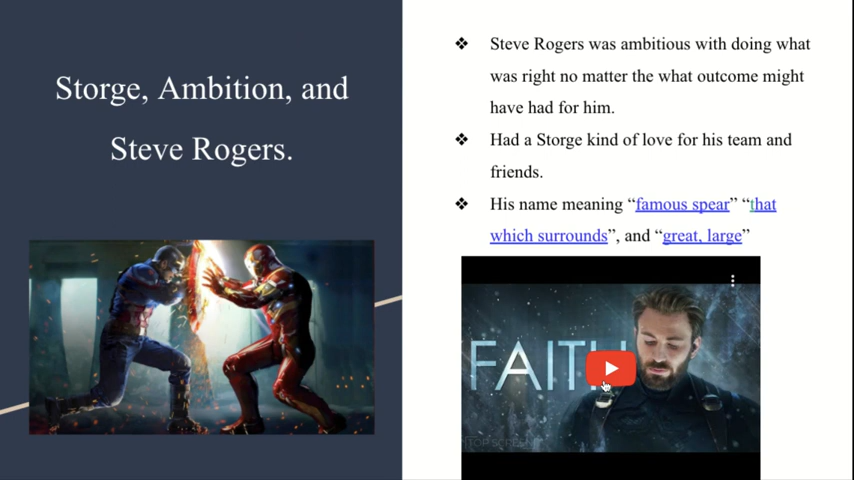 Storge, Ambition, and
Steve Rogers.
❖ Steve Rogers was ambitious with doing what
was right no matter the what outcome might
have had for him.
❖ Had a Storge kind of love for his team and
friends.
❖ His name meaning “famous spear” “that
which surrounds”, and “great, large”
FAITH
[TOP SCREEN